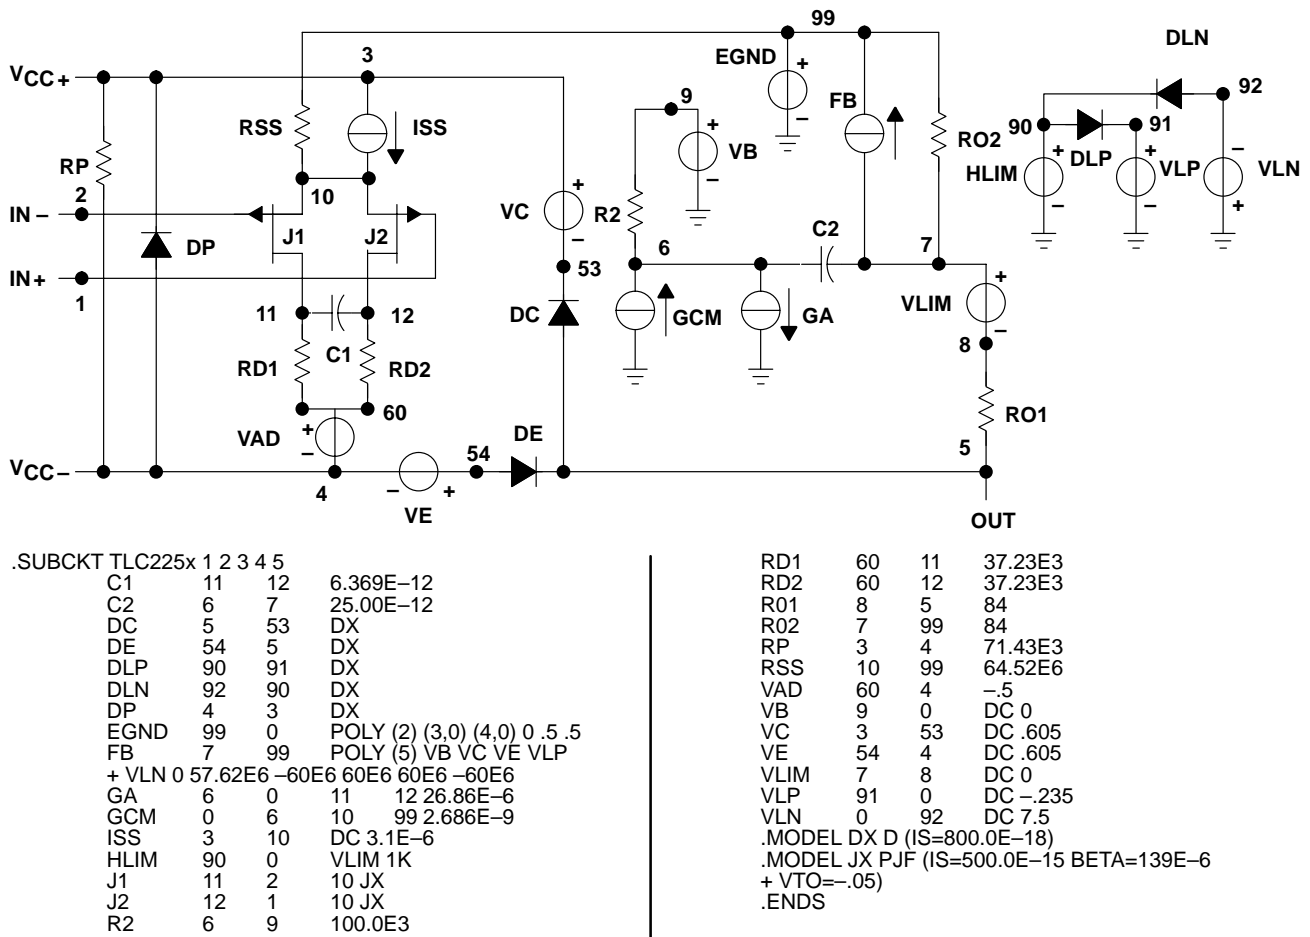 99
DLN
3
EGND
+
–
92
VCC+
9
FB
RSS
ISS
+
VB
–
RO2
90
91
DLP
RP
HLIM
+
–
+
–
VLP
–
+
VLN
2
10
IN –
VC
+
–
R2
C2
J1
J2
6
7
DP
IN+
53
1
VLIM
+
–
11
12
DC
GCM
GA
C1
8
RD1
RD2
60
RO1
VAD
+
–
DE
5
54
VCC –
4
–
+
VE
OUT
.SUBCKT TLC225x 1 2 3 4 5
C1 11 12 6.369E–12
C2 6 7 25.00E–12
DC 5 53 DX
DE 54 5 DX
DLP 90 91 DX
DLN 92 90 DX
DP 4 3 DX
EGND 99 0 POLY (2) (3,0) (4,0) 0 .5 .5
FB 7 99 POLY (5) VB VC VE VLP
+ VLN 0 57.62E6 –60E6 60E6 60E6 –60E6
GA 6 0 11 12 26.86E–6
GCM 0 6 10 99 2.686E–9
ISS 3 10 DC 3.1E–6
HLIM 90 0 VLIM 1K
J1 11 2 10 JX
J2 12 1 10 JX
R2 6 9 100.0E3
RD1 60 11 37.23E3
RD2 60 12 37.23E3
R01 8 5 84
R02 7 99 84
RP 3 4 71.43E3
RSS 10 99 64.52E6
VAD 60 4 –.5
VB 9 0 DC 0
VC 3 53 DC .605
VE 54 4 DC .605
VLIM 7 8 DC 0
VLP 91 0 DC –.235
VLN 0 92 DC 7.5
.MODEL DX D (IS=800.0E–18)
.MODEL JX PJF (IS=500.0E–15 BETA=139E–6
+ VTO=–.05)
.ENDS